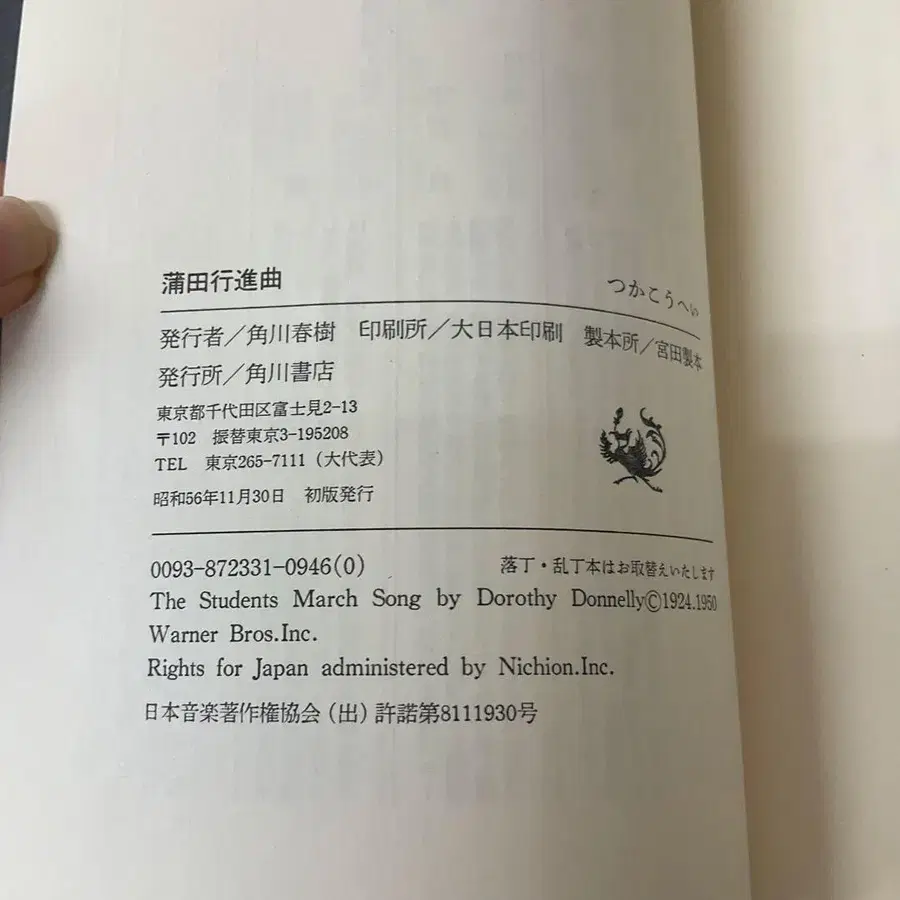 蒲田行進曲 つかこうへい
発行者／角川春樹 印刷所／大日本印刷 製本所／宮田製本
発行所／角川書店
東京都千代田区富士見2-13
〒102 振替東京3-195208
TEL 東京265-7111（大代表）
昭和56年11月30日 初版発行
0093-872331-0946(0) 落丁・乱丁本はお取替えいたします
The Students March Song by Dorothy Donnelly©1924.1950
Warner Bros.Inc.
Rights for Japan administered by Nichion.Inc.
日本音楽著作権協会（出）許諾第8111930号